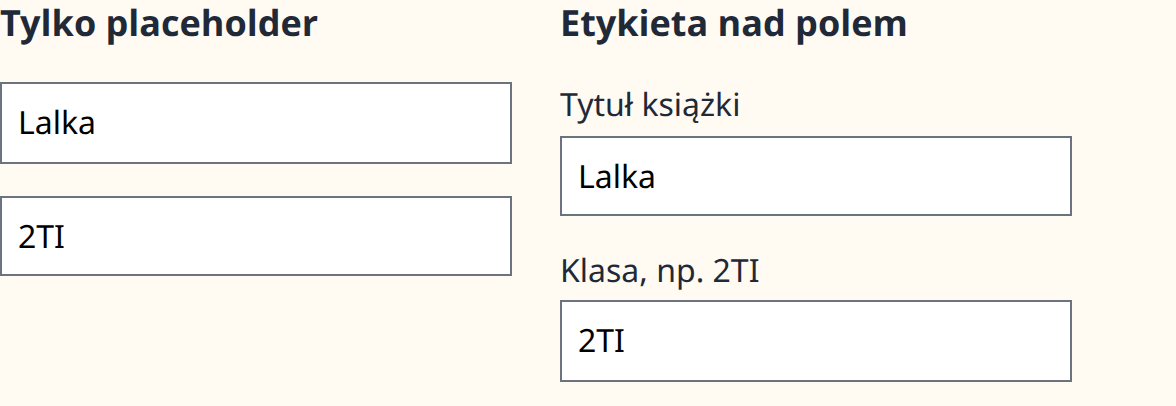 Tylko placeholder
Lalka
2TI
Etykieta nad polem
Tytuł książki
Lalka
Klasa, np. 2TI
2TI